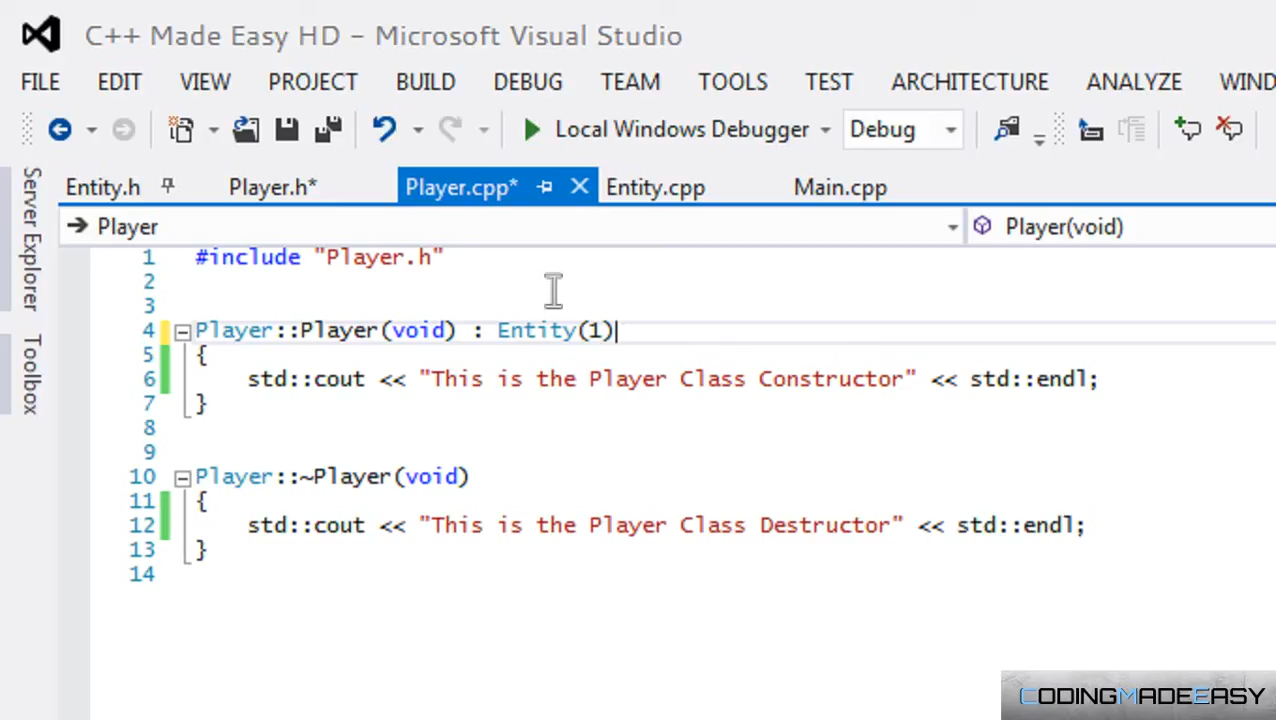 C++ Made Easy HD - Microsoft Visual Studio
FILE EDIT VIEW PROJECT BUILD DEBUG TEAM TOOLS TEST ARCHITECTURE ANALYZE WIND
Local Windows Debugger Debug
Server Explorer
Toolbox
Entity.h Player.h* Player.cpp* Entity.cpp Main.cpp
Player Player(void)
1 #include "Player.h"
2
3
4 Player::Player(void) : Entity(1)
5 {
6 std::cout << "This is the Player Class Constructor" << std::endl;
7 }
8
9
10 Player::~Player(void)
11 {
12 std::cout << "This is the Player Class Destructor" << std::endl;
13 }
14
CODINGMADEEASY